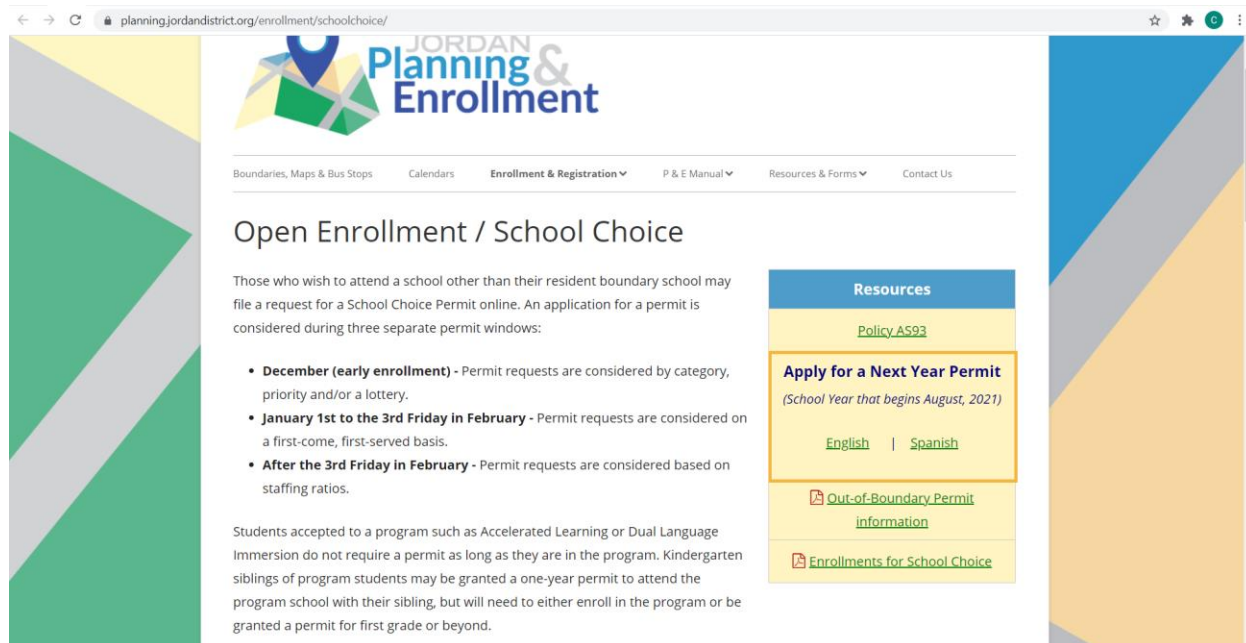 planning.jordandistrict.org/enrollment/schoolchoice/
C
JORDAN
Planning &
Enrollment
Boundaries, Maps & Bus Stops Calendars Enrollment & Registration P & E Manual Resources & Forms Contact Us
Open Enrollment / School Choice
Those who wish to attend a school other than their resident boundary school may
file a request for a School Choice Permit online. An application for a permit is
considered during three separate permit windows:
• December (early enrollment) - Permit requests are considered by category,
priority and/or a lottery.
• January 1st to the 3rd Friday in February - Permit requests are considered on
a first-come, first-served basis.
• After the 3rd Friday in February - Permit requests are considered based on
staffing ratios.
Students accepted to a program such as Accelerated Learning or Dual Language
Immersion do not require a permit as long as they are in the program. Kindergarten
siblings of program students may be granted a one-year permit to attend the
program school with their sibling, but will need to either enroll in the program or be
granted a permit for first grade or beyond.
Resources
Policy AS93
Apply for a Next Year Permit
(School Year that begins August, 2021)
English | Spanish
Out-of-Boundary Permit
information
Enrollments for School Choice